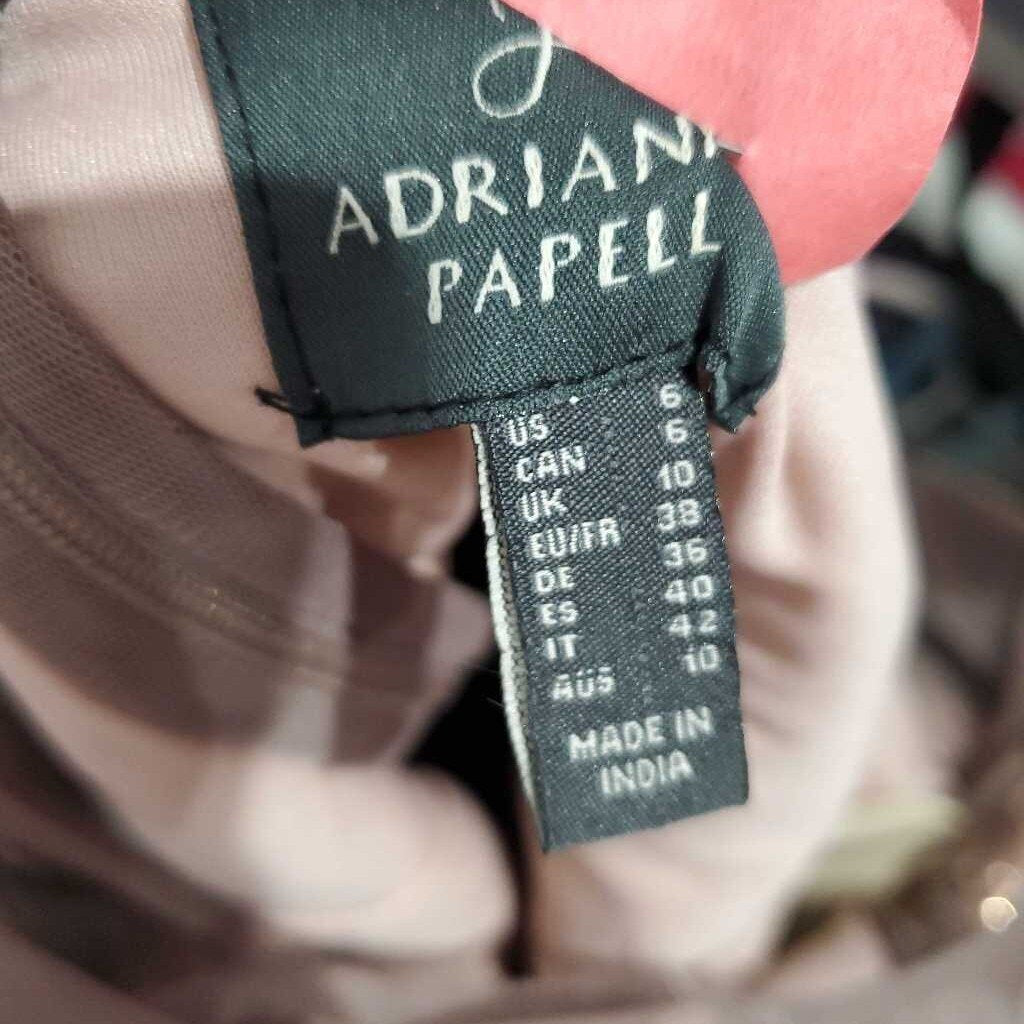 ADRIAN
PAPELL
US 6
CAN 6
UK 10
EU/FR 38
DE 36
ES 40
IT 42
AUS 10
MADE IN
INDIA